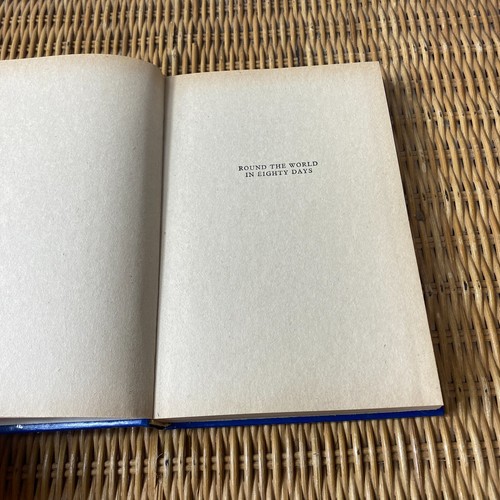 ROUND THE WORLD
IN EIGHTY DAYS